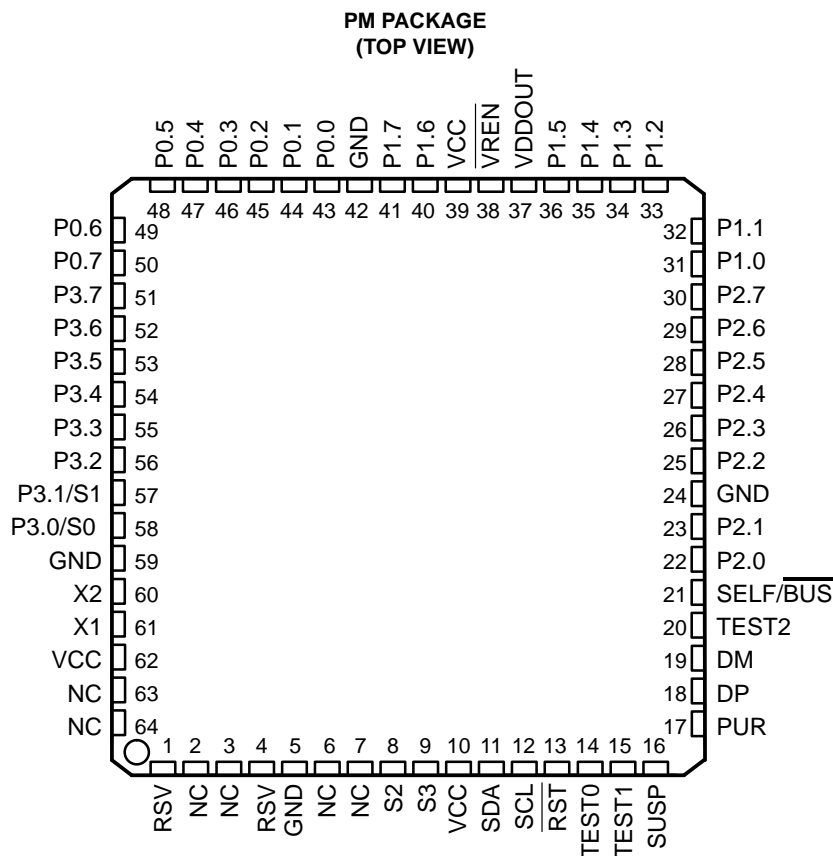 PM PACKAGE
(TOP VIEW)
P0.5 P0.4 P0.3 P0.2 P0.1 P0.0 GND P1.7 P1.6 VCC VREN VDDOUT P1.5 P1.4 P1.3 P1.2
48 47 46 45 44 43 42 41 40 39 38 37 36 35 34 33
P0.6 49 32 P1.1
P0.7 50 31 P1.0
P3.7 51 30 P2.7
P3.6 52 29 P2.6
P3.5 53 28 P2.5
P3.4 54 27 P2.4
P3.3 55 26 P2.3
P3.2 56 25 P2.2
P3.1/S1 57 24 GND
P3.0/S0 58 23 P2.1
GND 59 22 P2.0
X2 60 21 SELF/BUS
X1 61 20 TEST2
VCC 62 19 DM
NC 63 18 DP
NC 64 17 PUR
1 2 3 4 5 6 7 8 9 10 11 12 13 14 15 16
RSV NC NC RSV GND NC NC S2 S3 VCC SDA SCL RST TEST0 TEST1 SUSP